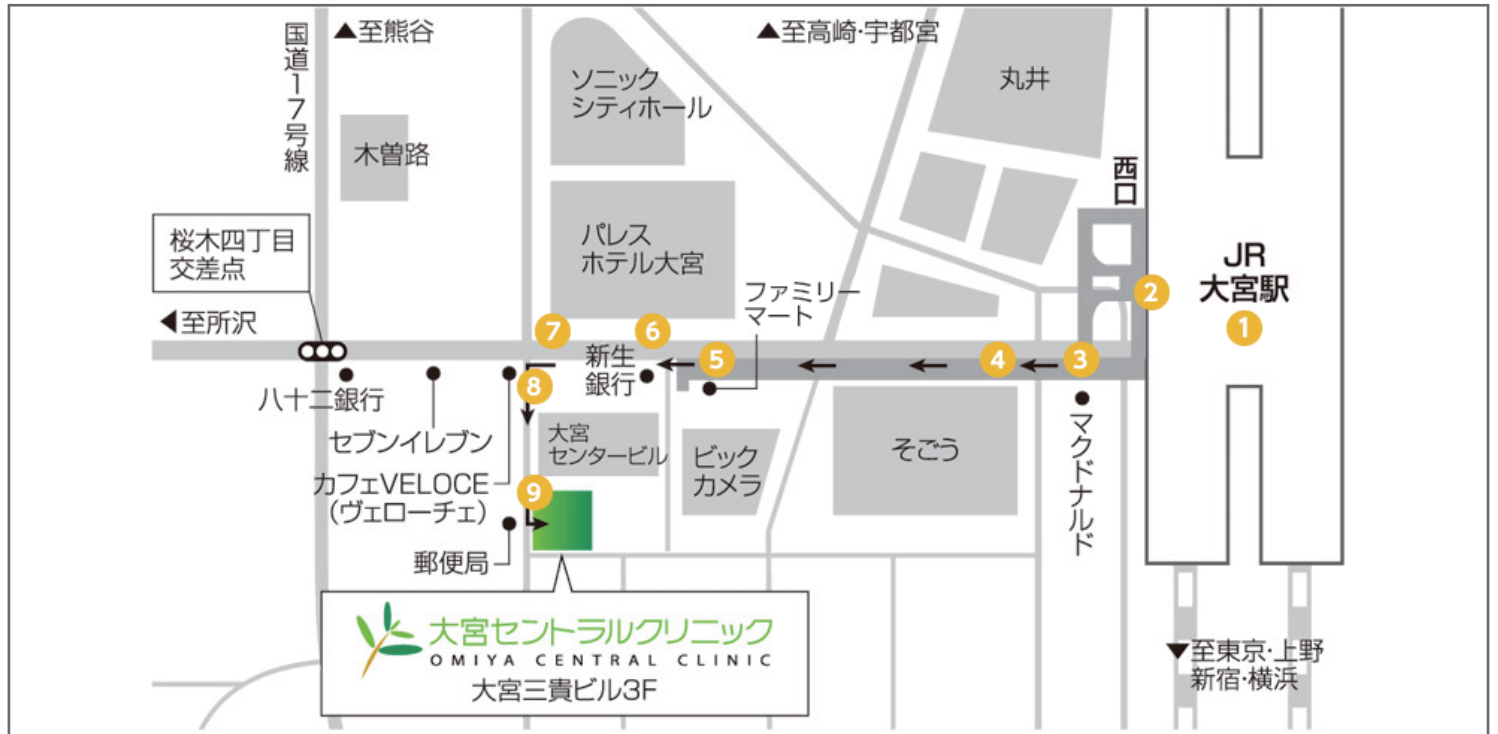 国道17号線
▲至熊谷
▲至高崎・宇都宮
ソニック
シティホール
丸井
木曽路
西口
桜木四丁目
交差点
パレス
ホテル大宮
JR
大宮駅
1
2
ファミリー
マート
◀至所沢
7
6
5
4
3
新生
銀行
8
八十二銀行
セブンイレブン
カフェVELOCE
(ヴェローチェ)
郵便局
大宮
センタービル
ビック
カメラ
そごう
マクドナルド
9
大宮セントラルクリニック
OMIYA CENTRAL CLINIC
大宮三貴ビル3F
▼至東京・上野
新宿・横浜